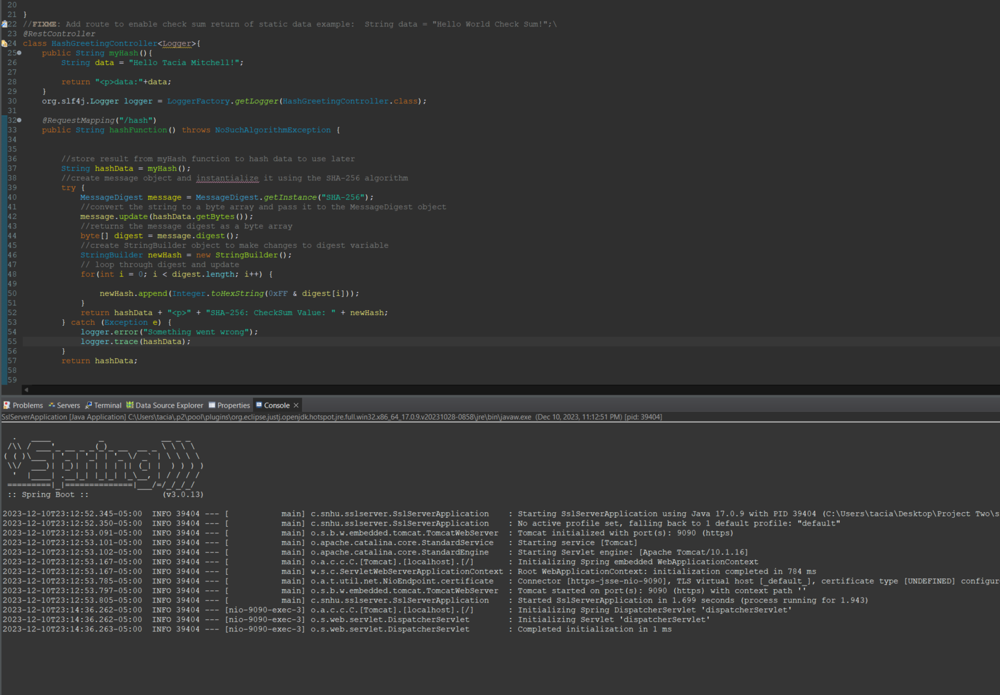 20
21 }
22 //FIXME: Add route to enable check sum return of static data example:  String data = "Hello World Check Sum!";\
23 @RestController
24 class HashGreetingController<Logger>{
25     public String myHash(){
26         String data = "Hello Tacia Mitchell!";
27
28         return "<p>data:"+data;
29     }
30     org.slf4j.Logger logger = LoggerFactory.getLogger(HashGreetingController.class);
31
32     @RequestMapping("/hash")
33     public String hashFunction() throws NoSuchAlgorithmException {
34
35
36         //store result from myHash function to hash data to use later
37         String hashData = myHash();
38         //create message object and instantialize it using the SHA-256 algorithm
39         try {
40             MessageDigest message = MessageDigest.getInstance("SHA-256");
41             //convert the string to a byte array and pass it to the MessageDigest object
42             message.update(hashData.getBytes());
43             //returns the message digest as a byte array
44             byte[] digest = message.digest();
45             //create StringBuilder object to make changes to digest variable
46             StringBuilder newHash = new StringBuilder();
47             // loop through digest and update
48             for(int i = 0; i < digest.length; i++) {
49
50                 newHash.append(Integer.toHexString(0xFF & digest[i]));
51             }
52             return hashData + "<p>" + "SHA-256: CheckSum Value: " + newHash;
53         } catch (Exception e) {
54             logger.error("Something went wrong");
55             logger.trace(hashData);
56         }
57         return hashData;
58
59
Problems Servers Terminal Data Source Explorer Properties Console
SslServerApplication [Java Application] C:\Users\tacia\.p2\pool\plugins\org.eclipse.justj.openjdk.hotspot.jre.full.win32.x86_64_17.0.9.v20231028-0858\jre\bin\javaw.exe (Dec 10, 2023, 11:12:51 PM) [pid: 39404]
  .   ____          _            __ _ _
 /\\ / ___'_ __ _ _(_)_ __  __ _ \ \ \ \
( ( )\___ | '_ | '_| | '_ \/ _` | \ \ \ \
 \\/  ___)| |_)| | | | | || (_| |  ) ) ) )
  '  |____| .__|_| |_|_| |_\__, | / / / /
 =========|_|==============|___/=/_/_/_/
 :: Spring Boot ::               (v3.0.13)
2023-12-10T23:12:52.345-05:00  INFO 39404 --- [           main] c.snhu.sslserver.SslServerApplication    : Starting SslServerApplication using Java 17.0.9 with PID 39404 (C:\Users\tacia\Desktop\Project Two\s
2023-12-10T23:12:52.350-05:00  INFO 39404 --- [           main] c.snhu.sslserver.SslServerApplication    : No active profile set, falling back to 1 default profile: "default"
2023-12-10T23:12:53.091-05:00  INFO 39404 --- [           main] o.s.b.w.embedded.tomcat.TomcatWebServer  : Tomcat initialized with port(s): 9090 (https)
2023-12-10T23:12:53.101-05:00  INFO 39404 --- [           main] o.apache.catalina.core.StandardService   : Starting service [Tomcat]
2023-12-10T23:12:53.102-05:00  INFO 39404 --- [           main] o.apache.catalina.core.StandardEngine    : Starting Servlet engine: [Apache Tomcat/10.1.16]
2023-12-10T23:12:53.167-05:00  INFO 39404 --- [           main] o.a.c.c.C.[Tomcat].[localhost].[/]       : Initializing Spring embedded WebApplicationContext
2023-12-10T23:12:53.167-05:00  INFO 39404 --- [           main] w.s.c.ServletWebServerApplicationContext : Root WebApplicationContext: initialization completed in 784 ms
2023-12-10T23:12:53.785-05:00  INFO 39404 --- [           main] o.a.t.util.net.NioEndpoint.certificate   : Connector [https-jsse-nio-9090], TLS virtual host [_default_], certificate type [UNDEFINED] configur
2023-12-10T23:12:53.797-05:00  INFO 39404 --- [           main] o.s.b.w.embedded.tomcat.TomcatWebServer  : Tomcat started on port(s): 9090 (https) with context path ''
2023-12-10T23:12:53.805-05:00  INFO 39404 --- [           main] c.snhu.sslserver.SslServerApplication    : Started SslServerApplication in 1.699 seconds (process running for 1.943)
2023-12-10T23:14:36.262-05:00  INFO 39404 --- [nio-9090-exec-3] o.a.c.c.C.[Tomcat].[localhost].[/]       : Initializing Spring DispatcherServlet 'dispatcherServlet'
2023-12-10T23:14:36.262-05:00  INFO 39404 --- [nio-9090-exec-3] o.s.web.servlet.DispatcherServlet        : Initializing Servlet 'dispatcherServlet'
2023-12-10T23:14:36.263-05:00  INFO 39404 --- [nio-9090-exec-3] o.s.web.servlet.DispatcherServlet        : Completed initialization in 1 ms